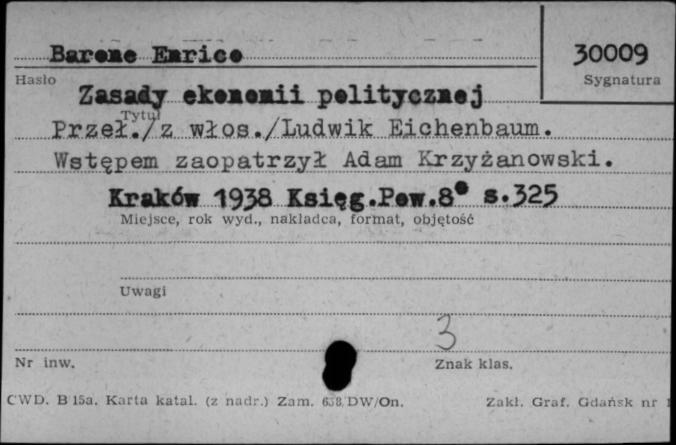 Barone Enrico
30009
Hasło
Sygnatura
Zasady ekonomii politycznej
Tytuł
Przeł./z włos./Ludwik Eichenbaum.
Wstępem zaopatrzył Adam Krzyżanowski.
Kraków 1938 Księg.Pow.8° s.325
Miejsce, rok wyd., nakładca, format, objętość
Uwagi
3
Nr inw.
Znak klas.
CWD. B 15a. Karta katal. (z nadr.) Zam. 638/DW/On.
Zakł. Graf. Gdańsk nr 1